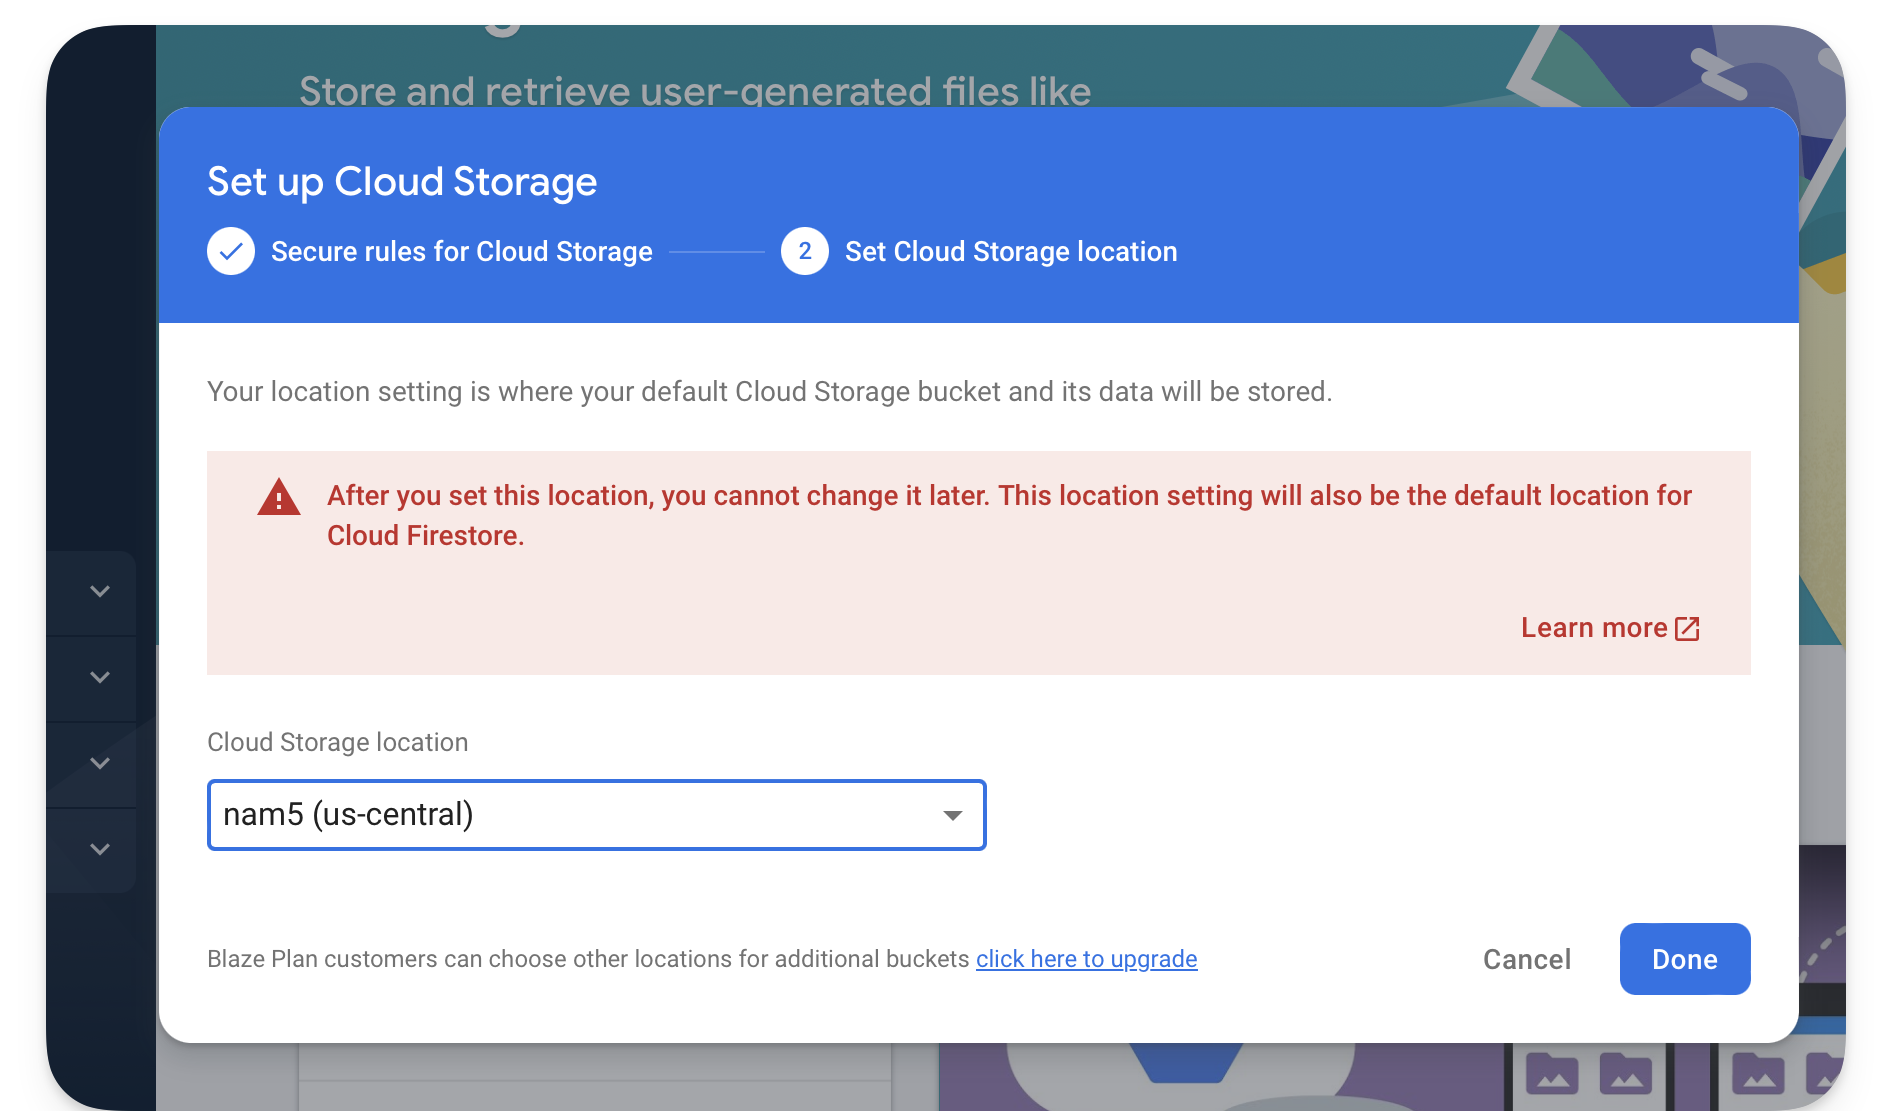 Store and retrieve user-generated files like
Set up Cloud Storage
Secure rules for Cloud Storage
2 Set Cloud Storage location
Your location setting is where your default Cloud Storage bucket and its data will be stored.
After you set this location, you cannot change it later. This location setting will also be the default location for
Cloud Firestore.
Learn more
Cloud Storage location
nam5 (us-central)
Blaze Plan customers can choose other locations for additional buckets click here to upgrade
Cancel
Done